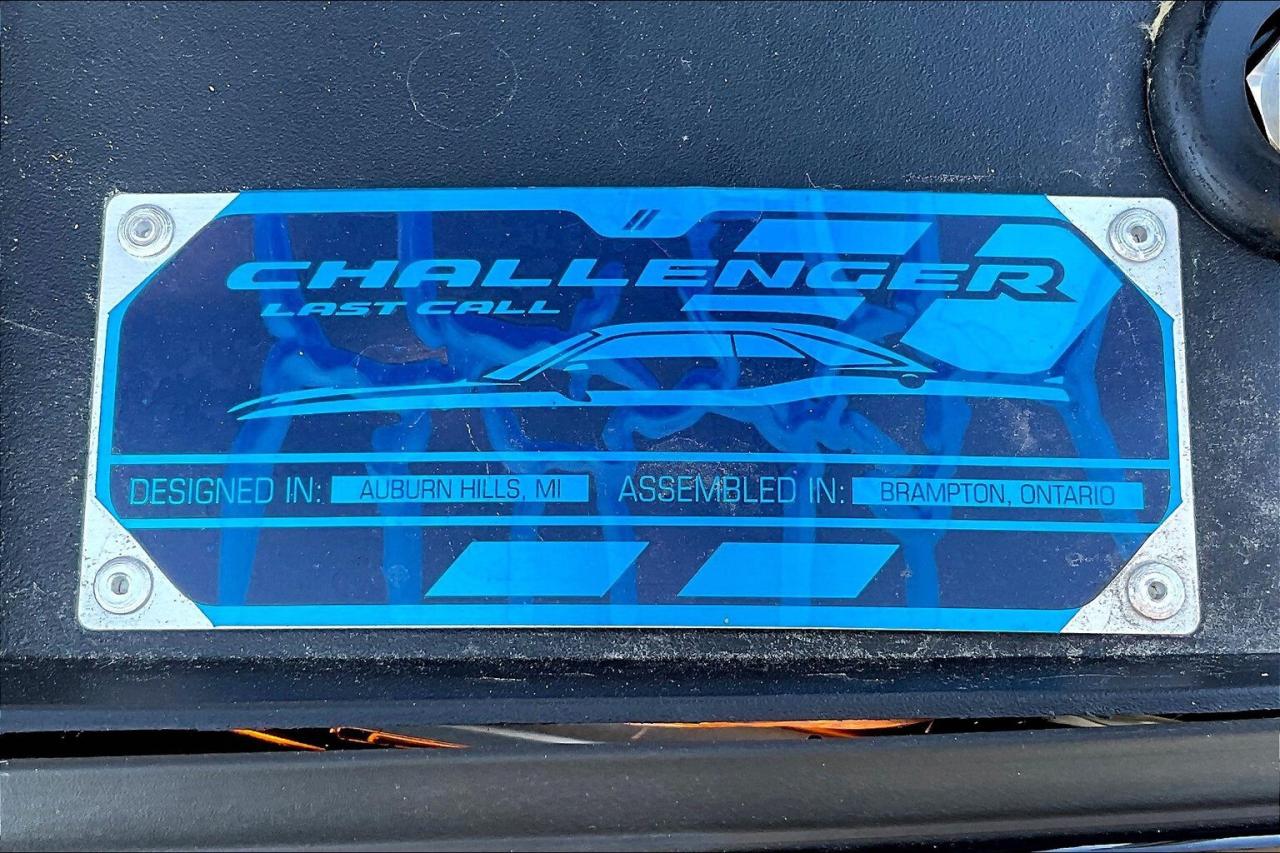 CHALLENGER
LAST CALL
DESIGNED IN: AUBURN HILLS, MI ASSEMBLED IN: BRAMPTON, ONTARIO